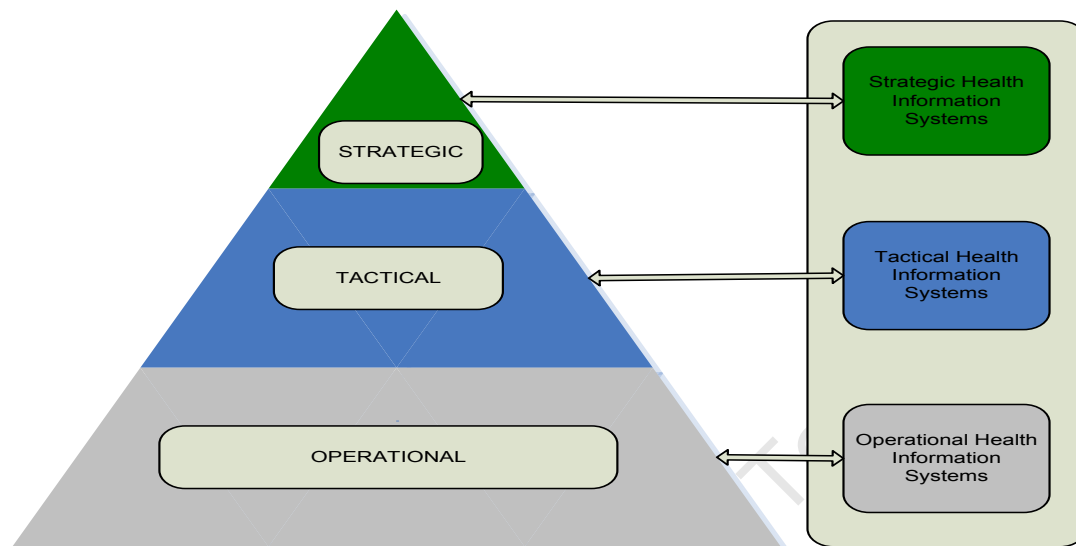 STRATEGIC
TACTICAL
OPERATIONAL
Strategic Health
Information
Systems
Tactical Health
Information
Systems
Operational Health
Information
Systems